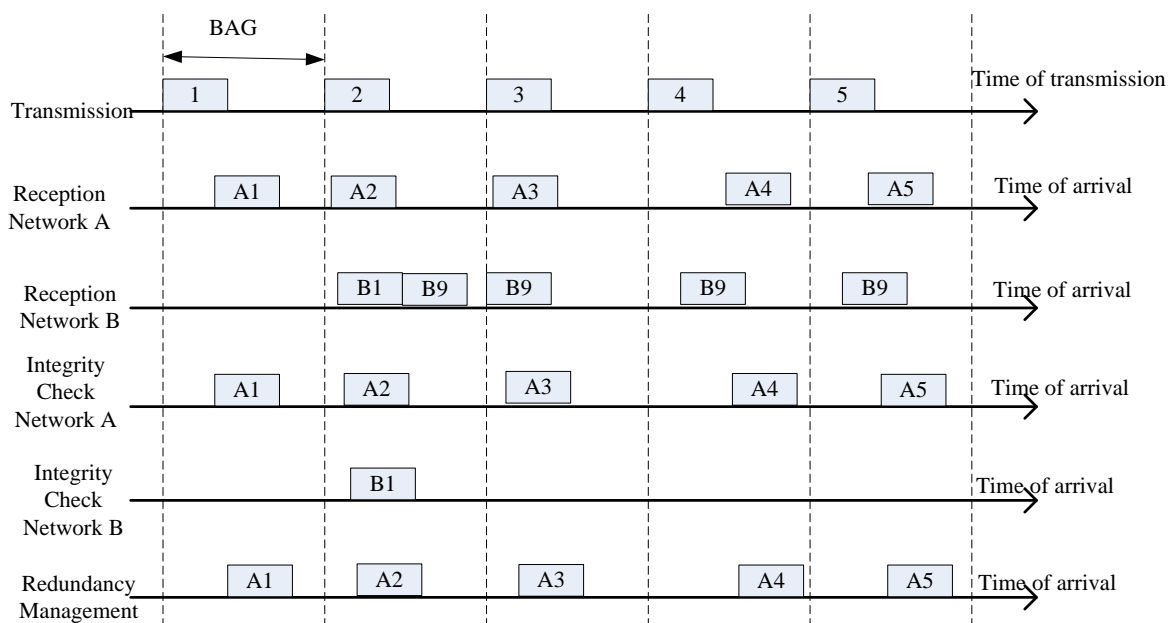 BAG
1
2
3
4
5
Time of transmission
Transmission
Reception
Network A
A1
A2
A3
A4
A5
Time of arrival
Reception
Network B
B1
B9
B9
B9
B9
Time of arrival
Integrity
Check
Network A
A1
A2
A3
A4
A5
Time of arrival
Integrity
Check
Network B
B1
Time of arrival
Redundancy
Management
A1
A2
A3
A4
A5
Time of arrival